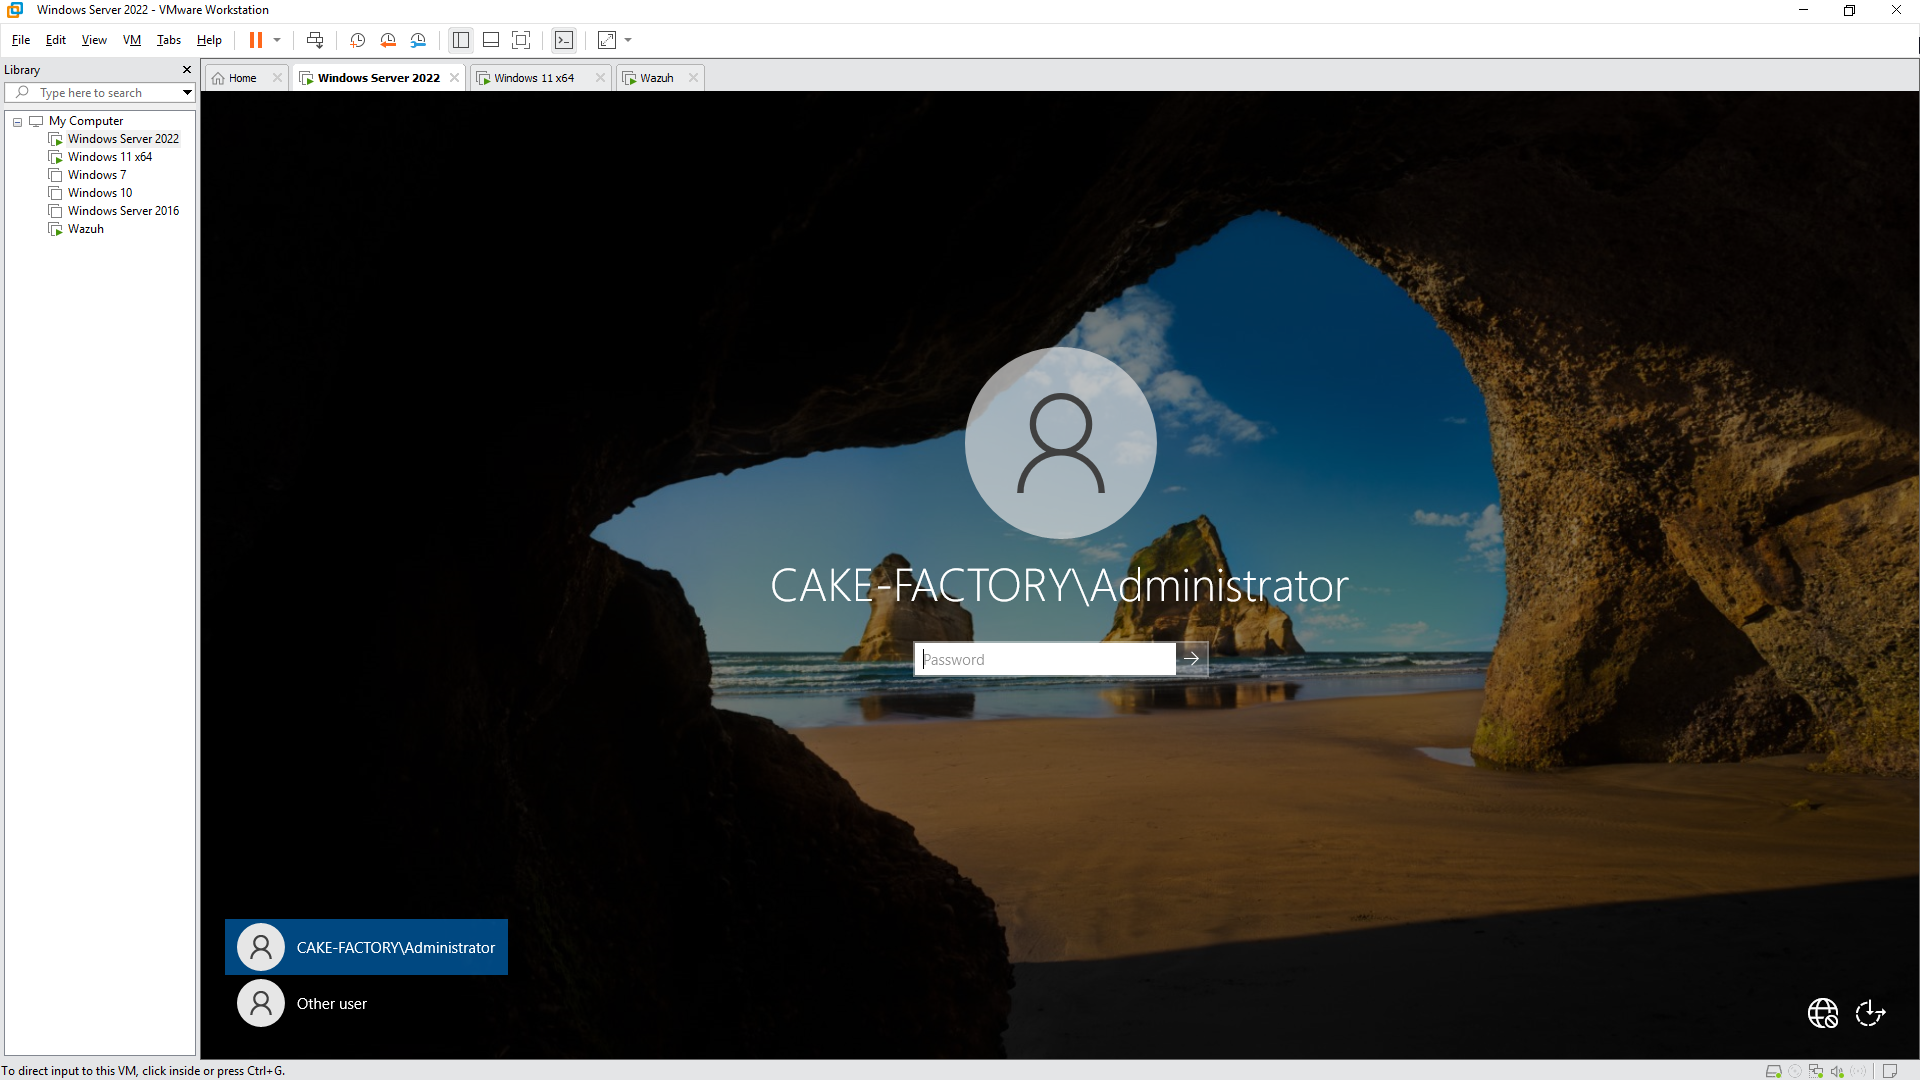 Windows Server 2022 - VMware Workstation
File Edit View VM Tabs Help
Library
Type here to search
Home
Windows Server 2022
Windows 11 x64
Wazuh
My Computer
Windows Server 2022
Windows 11 x64
Windows 7
Windows 10
Windows Server 2016
Wazuh
CAKE-FACTORY\Administrator
Password
CAKE-FACTORY\Administrator
Other user
To direct input to this VM, click inside or press Ctrl+G.